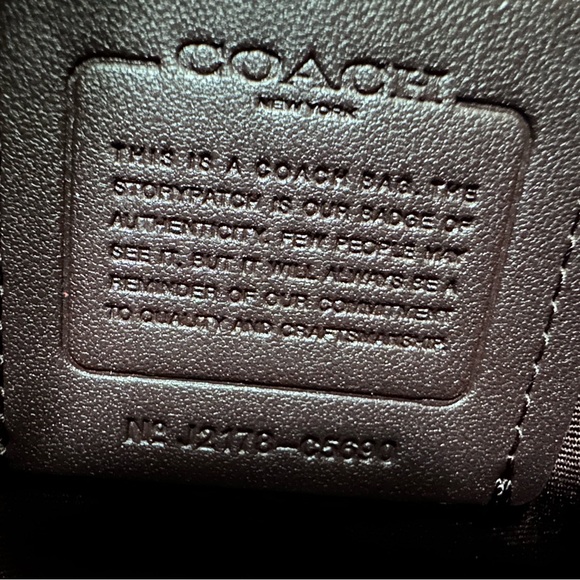 COACH
NEW YORK
THIS IS A COACH BAG. THE
STORYPATCH IS OUR BADGE OF
AUTHENTICITY. FEW PEOPLE MAY
SEE IT, BUT IT WILL ALWAYS BE A
REMINDER OF OUR COMMITMENT
TO QUALITY AND CRAFTSMANSHIP.
No J2178-C5690